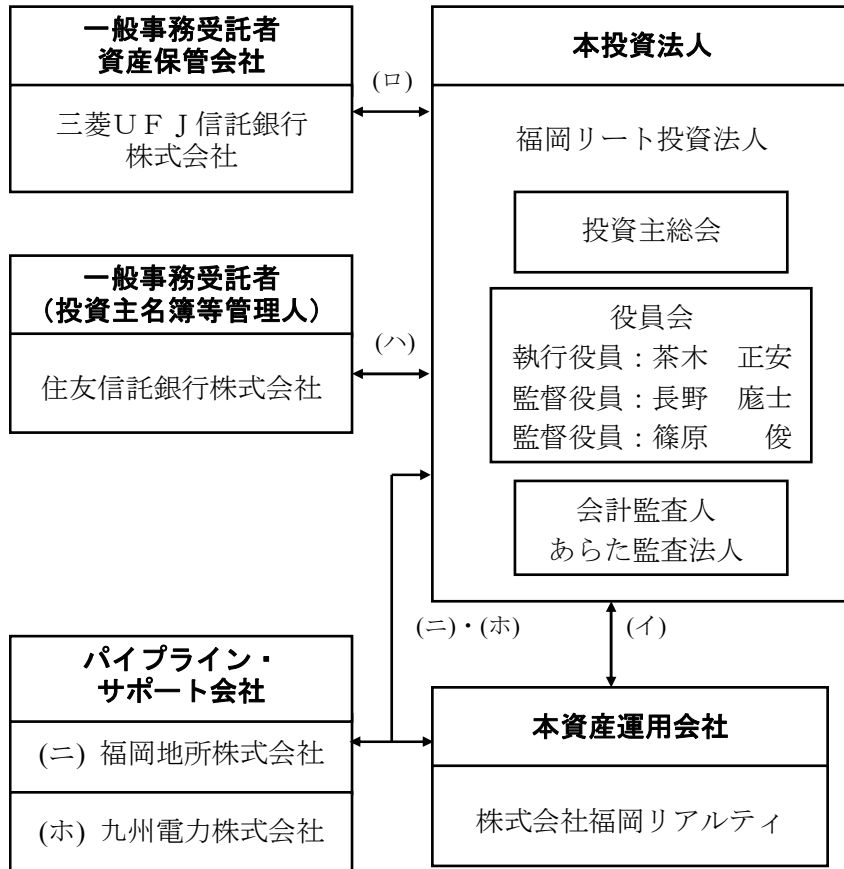 一般事務受託者
資産保管会社
三菱ＵＦＪ信託銀行
株式会社
(ロ)
一般事務受託者
（投資主名簿等管理人）
住友信託銀行株式会社
(ハ)
本投資法人
福岡リート投資法人
投資主総会
役員会
執行役員：茶木　正安
監督役員：長野　庬士
監督役員：篠原　　俊
会計監査人
あらた監査法人
(ニ)・(ホ)
(イ)
パイプライン・
サポート会社
(ニ) 福岡地所株式会社
(ホ) 九州電力株式会社
本資産運用会社
株式会社福岡リアルティ